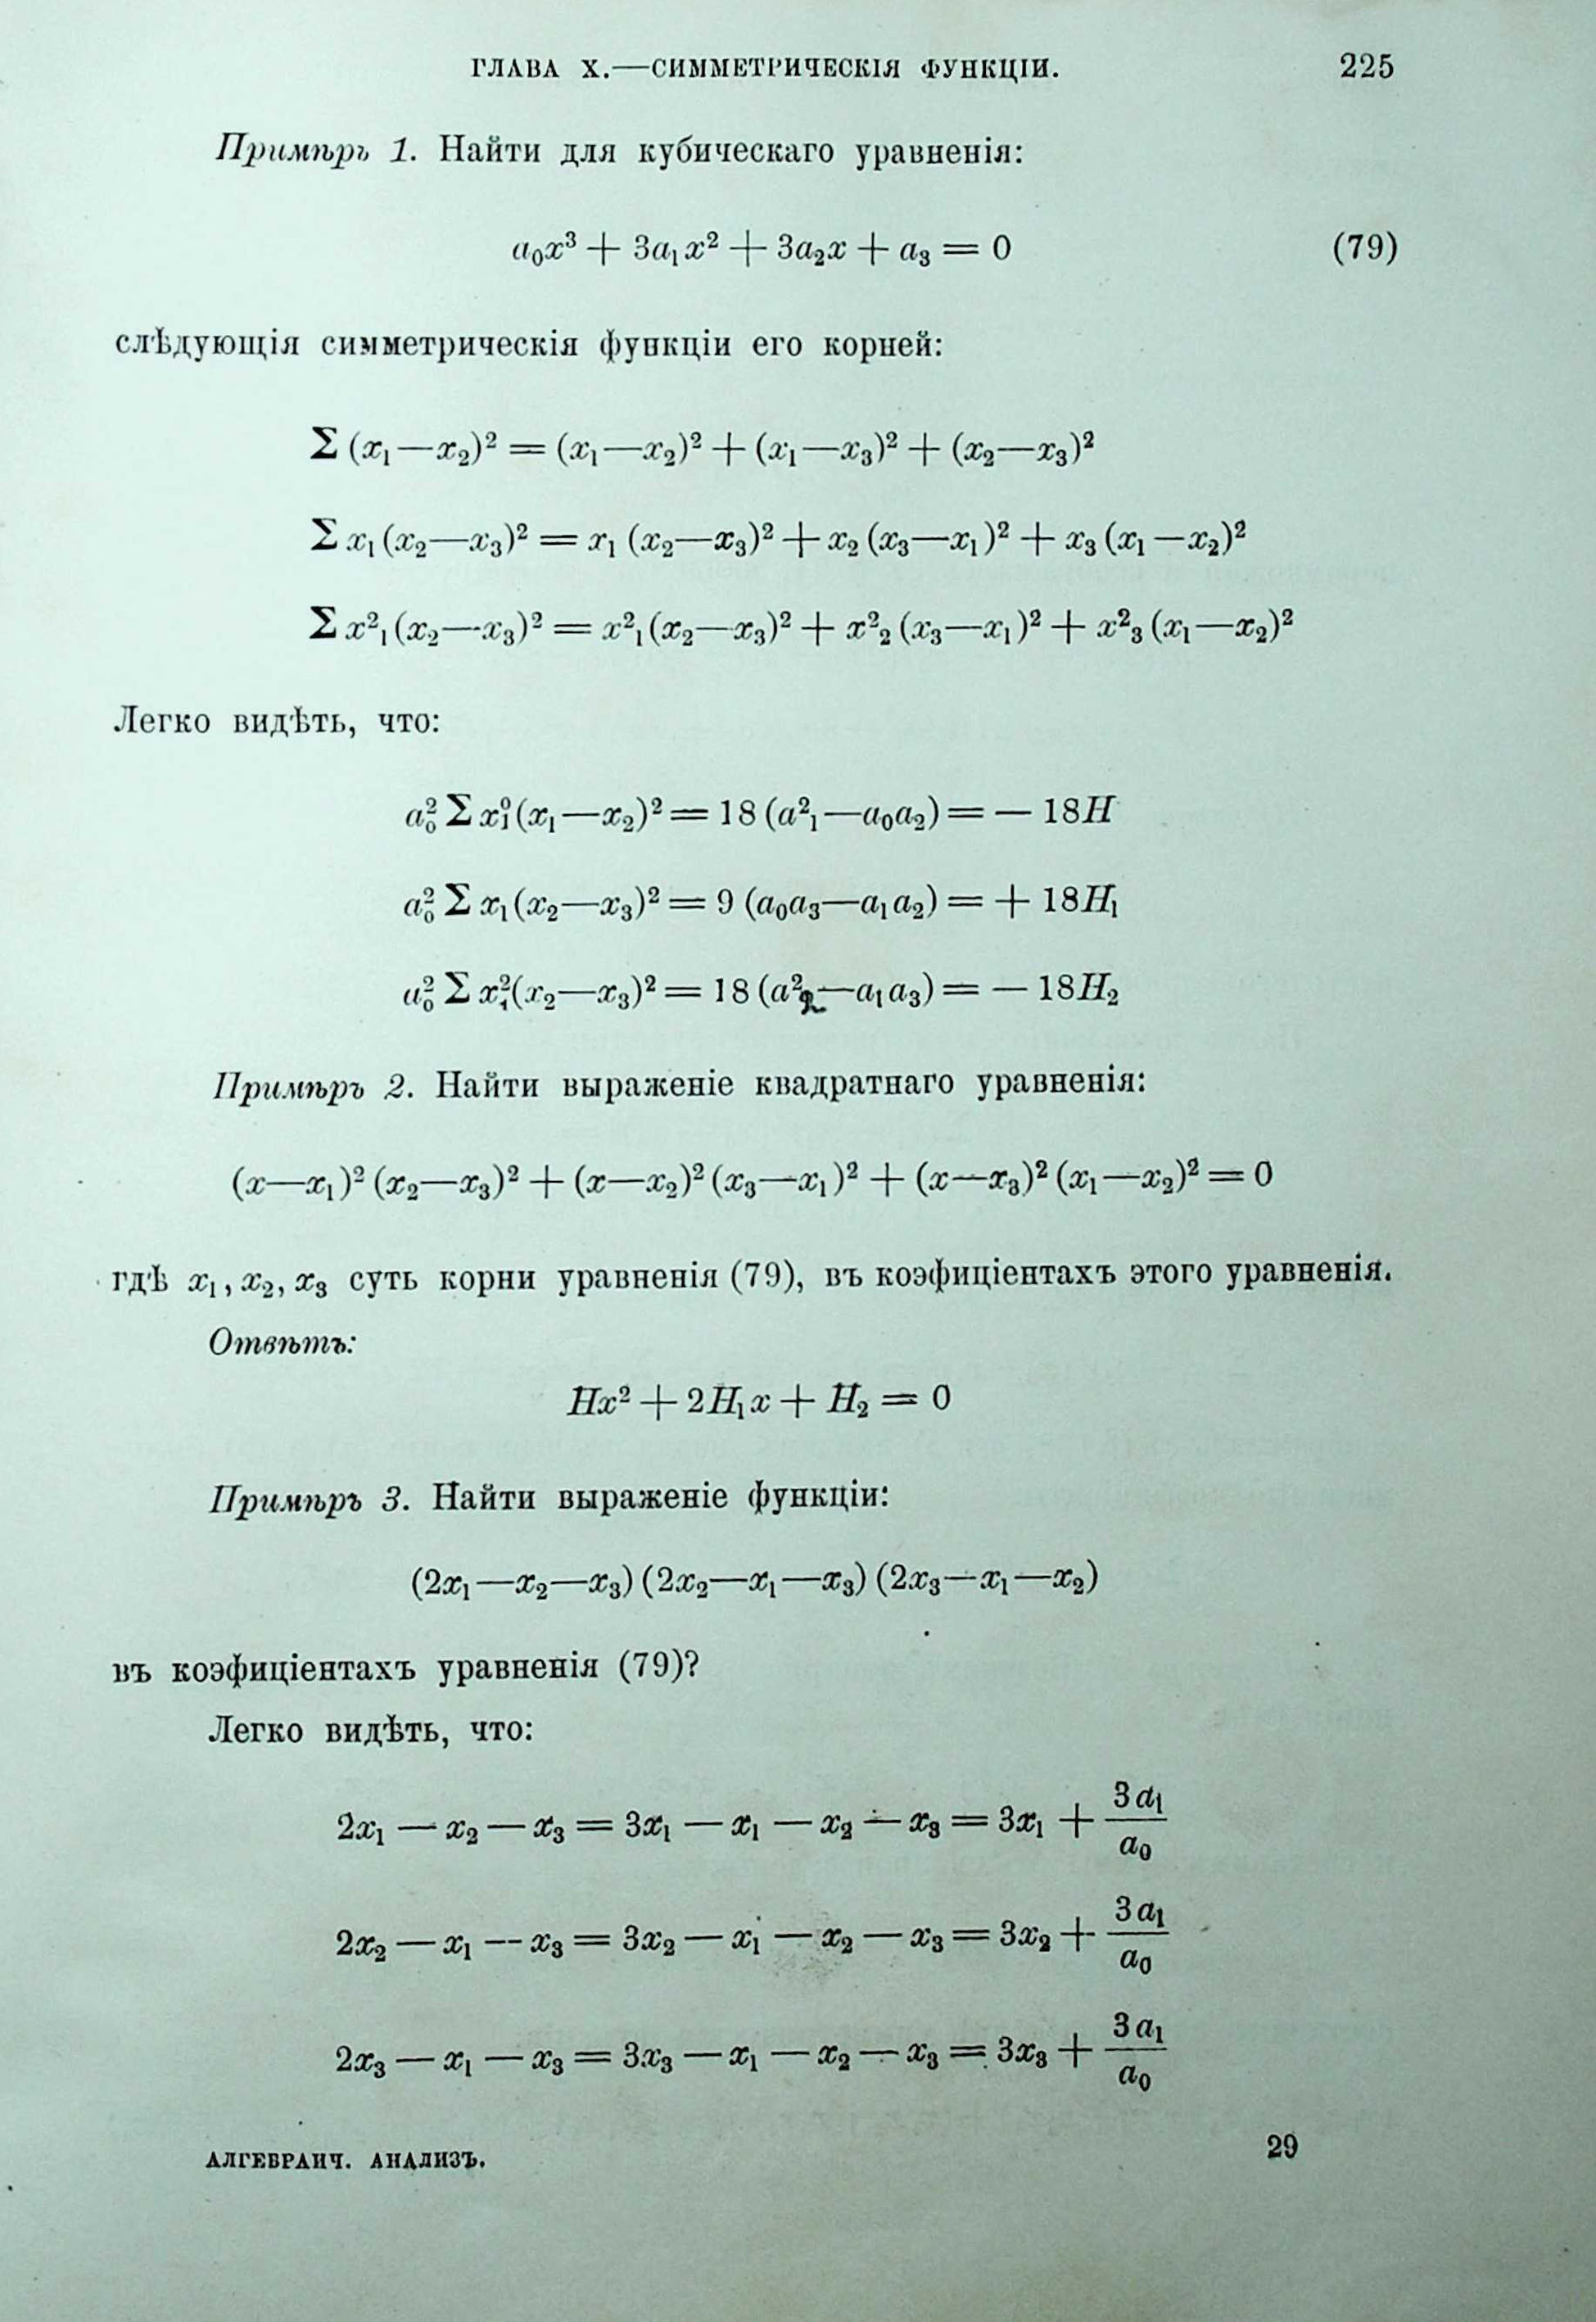 ГЛАВА X.—СИММЕТРИЧЕСКІЯ ФУНКЦІИ. 225
Примѣръ 1. Найти для кубическаго уравненія:
a₀x³ + 3a₁x² + 3a₂x + a₃ = 0 (79)
слѣдующія симметрическія функціи его корней:
Σ (x₁—x₂)² = (x₁—x₂)² + (x₁—x₃)² + (x₂—x₃)²
Σ x₁ (x₂—x₃)² = x₁ (x₂—x₃)² + x₂ (x₃—x₁)² + x₃ (x₁—x₂)²
Σ x²₁ (x₂—x₃)² = x²₁ (x₂—x₃)² + x²₂ (x₃—x₁)² + x²₃ (x₁—x₂)²
Легко видѣть, что:
a₀² Σ x₁⁰ (x₁—x₂)² = 18 (a²₁—a₀a₂) = — 18H
a₀² Σ x₁ (x₂—x₃)² = 9 (a₀a₃—a₁a₂) = + 18H₁
a₀² Σ x₁² (x₂—x₃)² = 18 (a²₂—a₁a₃) = — 18H₂
Примѣръ 2. Найти выраженіе квадратнаго уравненія:
(x—x₁)² (x₂—x₃)² + (x—x₂)² (x₃—x₁)² + (x—x₃)² (x₁—x₂)² = 0
гдѣ x₁, x₂, x₃ суть корни уравненія (79), въ коэфиціентахъ этого уравненія.
Отвѣтъ:
Hx² + 2H₁x + H₂ = 0
Примѣръ 3. Найти выраженіе функціи:
(2x₁—x₂—x₃) (2x₂—x₁—x₃) (2x₃—x₁—x₂)
въ коэфиціентахъ уравненія (79)?
Легко видѣть, что:
2x₁ — x₂ — x₃ = 3x₁ — x₁ — x₂ — x₃ = 3x₁ + 3a₁/a₀
2x₂ — x₁ — x₃ = 3x₂ — x₁ — x₂ — x₃ = 3x₂ + 3a₁/a₀
2x₃ — x₁ — x₃ = 3x₃ — x₁ — x₂ — x₃ = 3x₃ + 3a₁/a₀
АЛГЕБРАИЧ. АНАЛИЗЪ. 29